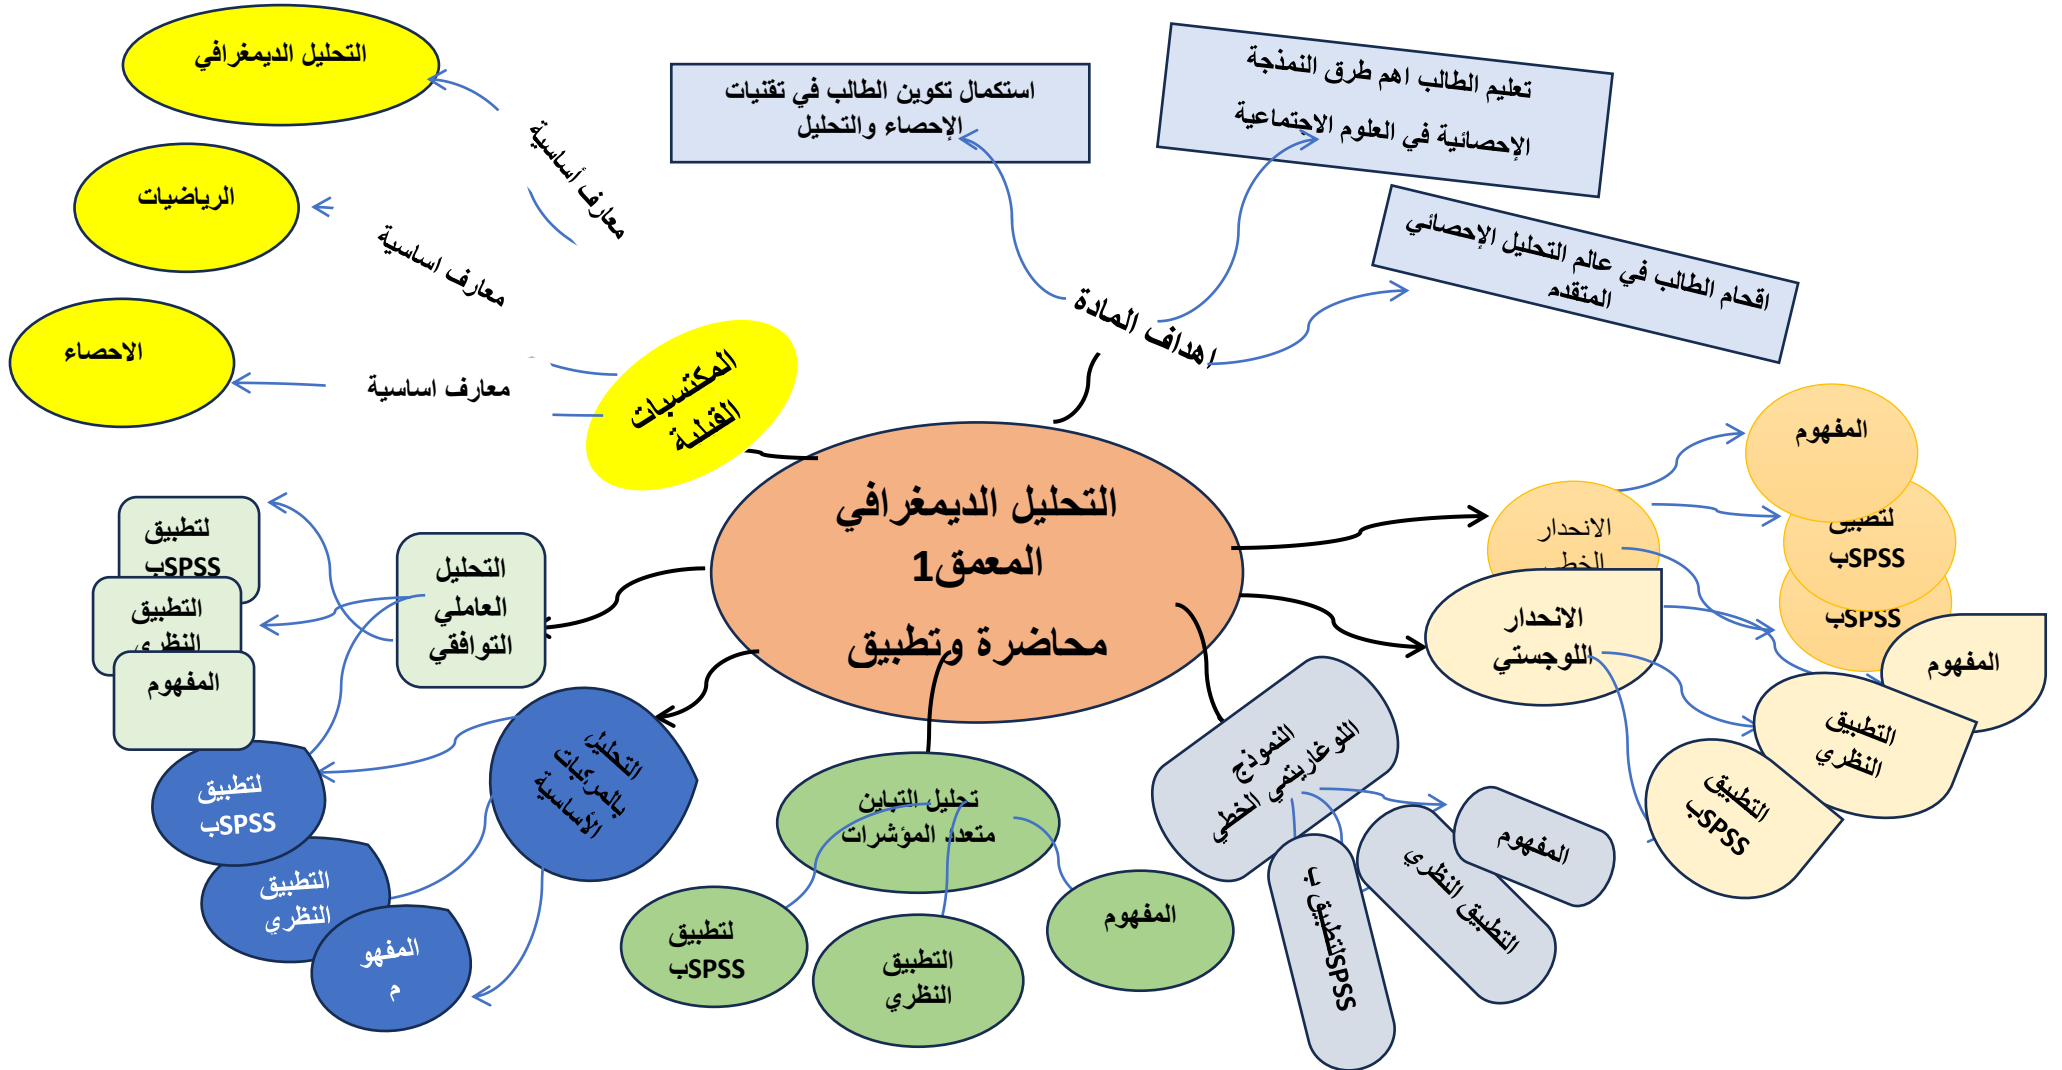 التحليل الديمغرافي
الرياضيات
الاحصاء
معارف أساسية
معارف اساسية
معارف اساسية
المكتسبات
القبلية
استكمال تكوين الطالب في تقنيات
الإحصاء والتحليل
تعليم الطالب اهم طرق النمذجة
الإحصائية في العلوم الاجتماعية
اقحام الطالب في عالم التحليل الإحصائي
المتقدم
اهداف المادة
التحليل الديمغرافي
المعمق1
محاضرة وتطبيق
الانحدار
الخطي
المفهوم
لتطبيق
بSPSS
بSPSS
الانحدار
اللوجستي
المفهوم
التطبيق
النظري
التطبيق
بSPSS
النموذج
اللوغاريتمي الخطي
المفهوم
التطبيق النظري
لتطبيق ب
SPSS
تحليل التباين
متعدد المؤشرات
المفهوم
التطبيق
النظري
لتطبيق
بSPSS
التحليل
بالمركبات
الأساسية
لتطبيق
بSPSS
التطبيق
النظري
المفهو
م
التحليل
العاملي
التوافقي
لتطبيق
بSPSS
التطبيق
النظري
المفهوم